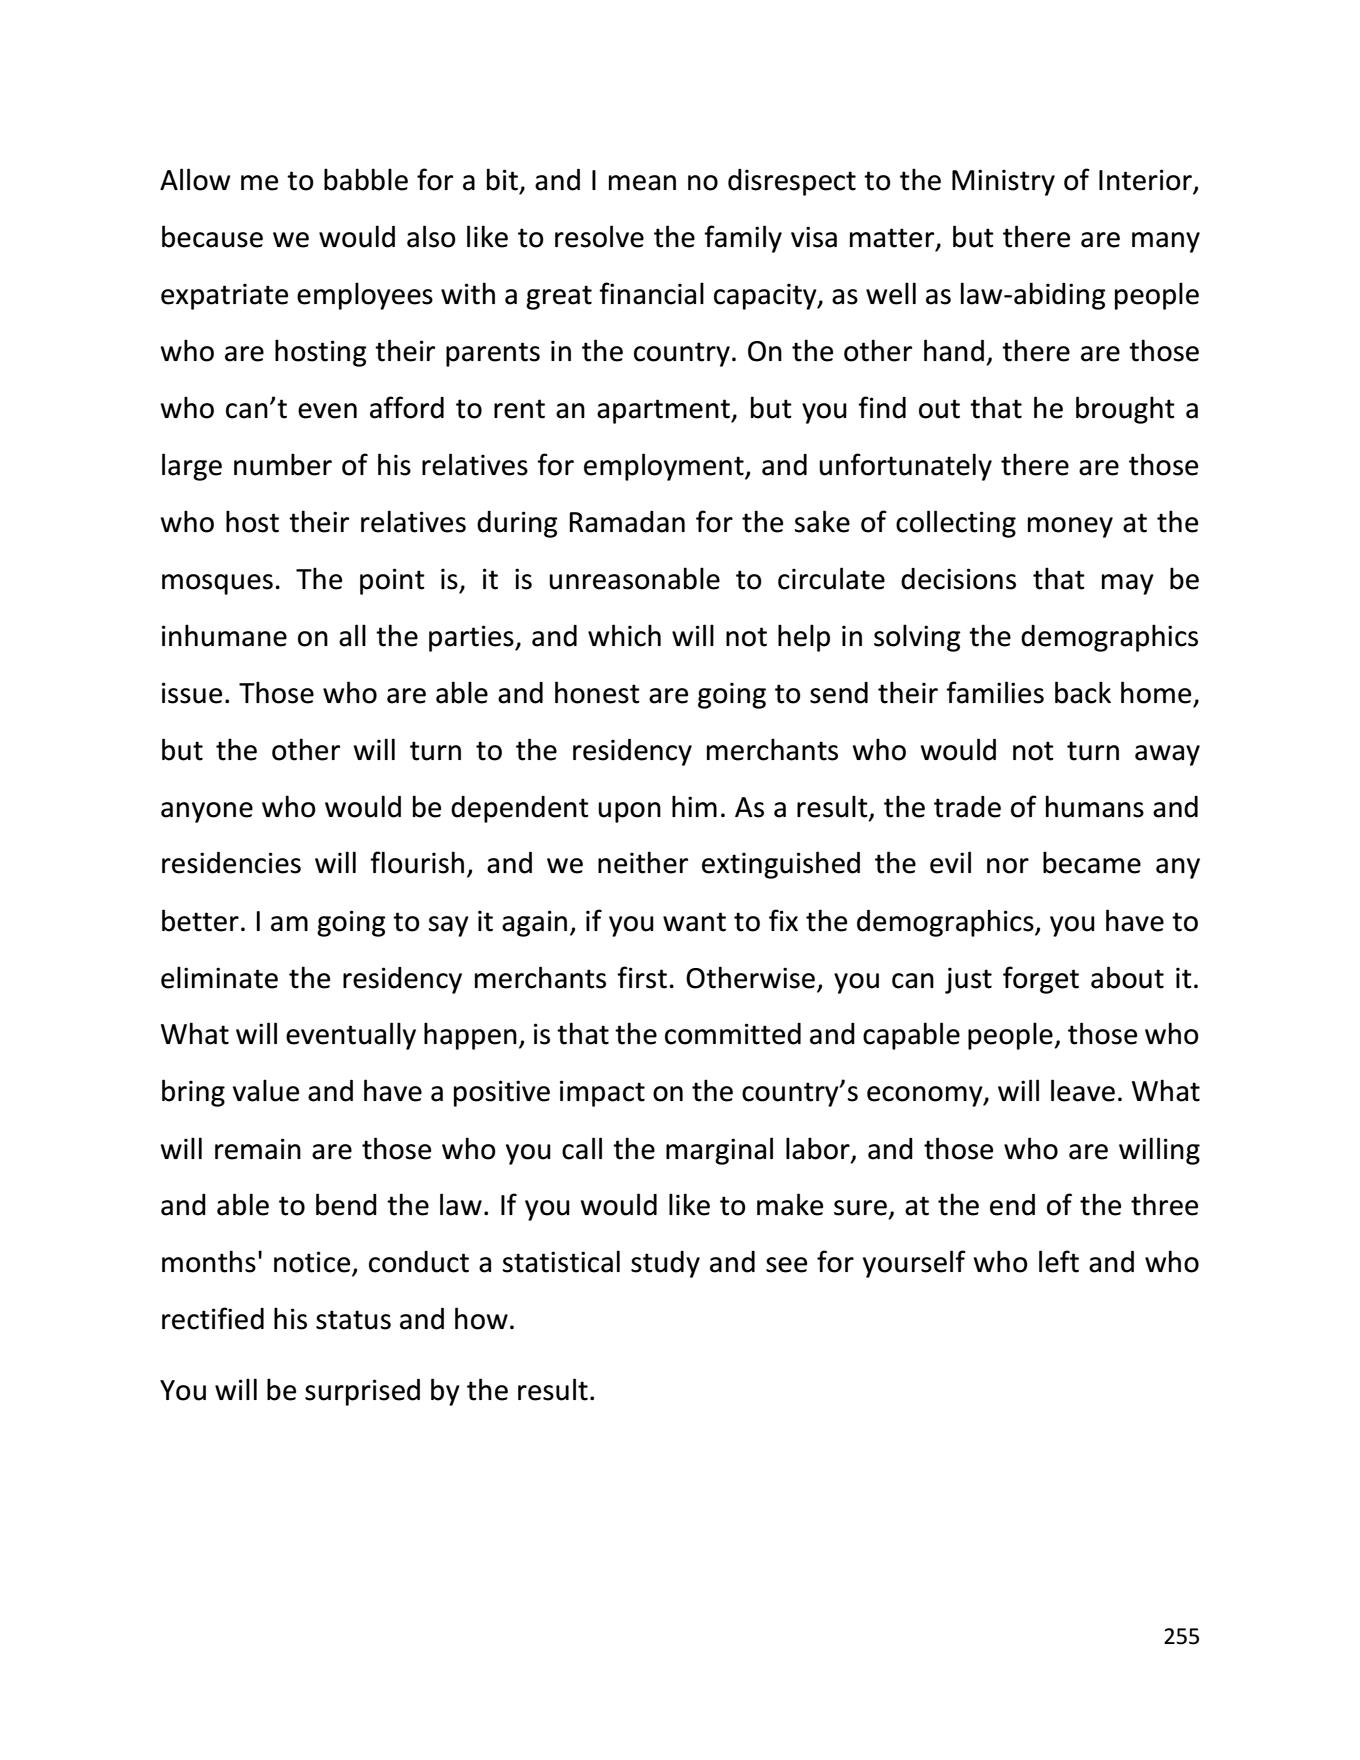 Allow me to babble for a bit, and I mean no disrespect to the Ministry of Interior,
because we would also like to resolve the family visa matter, but there are many
expatriate employees with a great financial capacity, as well as law-abiding people
who are hosting their parents in the country. On the other hand, there are those
who can’t even afford to rent an apartment, but you find out that he brought a
large number of his relatives for employment, and unfortunately there are those
who host their relatives during Ramadan for the sake of collecting money at the
mosques. The point is, it is unreasonable to circulate decisions that may be
inhumane on all the parties, and which will not help in solving the demographics
issue. Those who are able and honest are going to send their families back home,
but the other will turn to the residency merchants who would not turn away
anyone who would be dependent upon him. As a result, the trade of humans and
residencies will flourish, and we neither extinguished the evil nor became any
better. I am going to say it again, if you want to fix the demographics, you have to
eliminate the residency merchants first. Otherwise, you can just forget about it.
What will eventually happen, is that the committed and capable people, those who
bring value and have a positive impact on the country’s economy, will leave. What
will remain are those who you call the marginal labor, and those who are willing
and able to bend the law. If you would like to make sure, at the end of the three
months' notice, conduct a statistical study and see for yourself who left and who
rectified his status and how.
You will be surprised by the result.
255